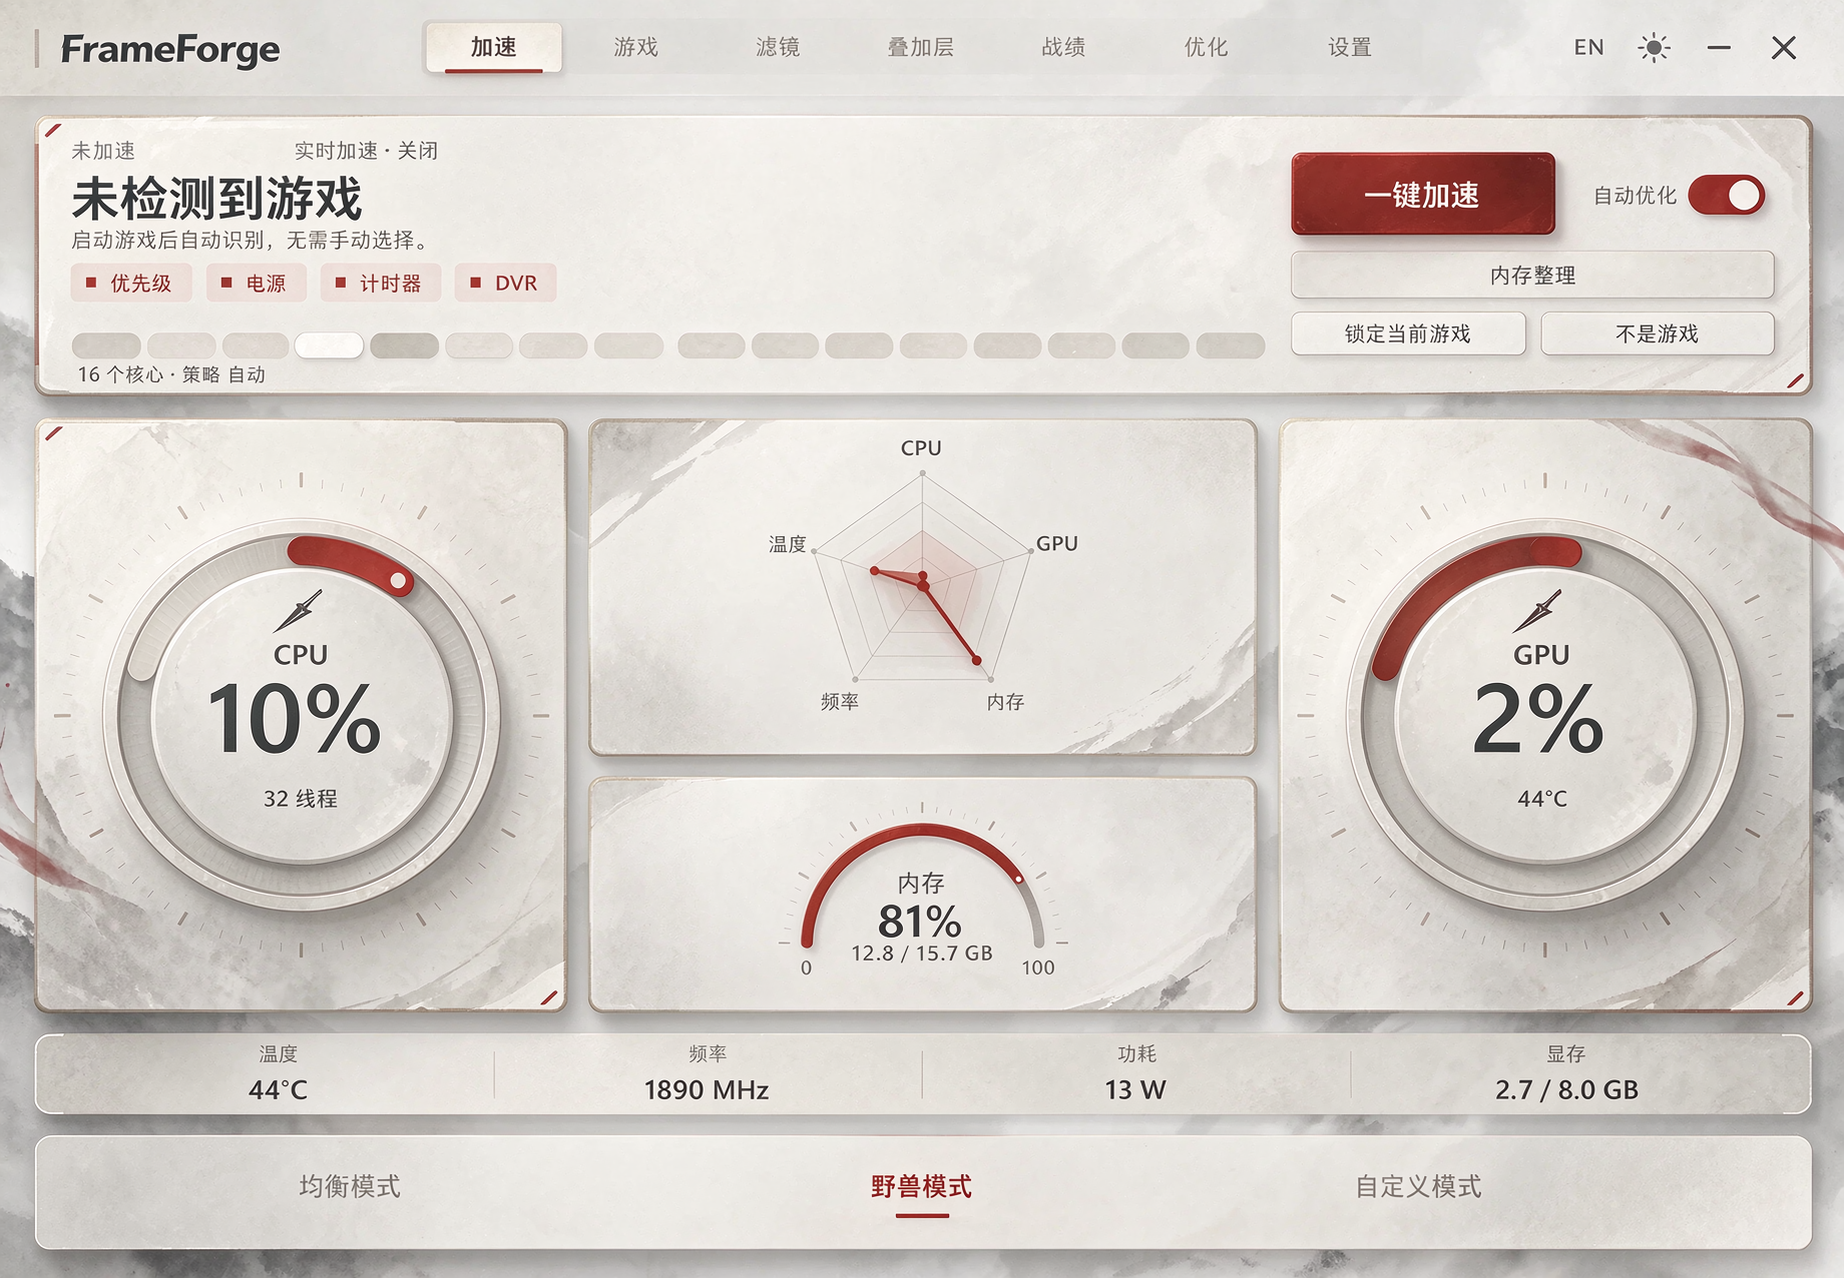 FrameForge
加速
游戏
滤镜
叠加层
战绩
优化
设置
EN
未加速
实时加速 · 关闭
未检测到游戏
启动游戏后自动识别，无需手动选择。
优先级
电源
计时器
DVR
16 个核心 · 策略 自动
一键加速
自动优化
内存整理
锁定当前游戏
不是游戏
CPU
10%
32 线程
CPU
GPU
内存
频率
温度
内存
81%
12.8 / 15.7 GB
0
100
GPU
2%
44°C
温度
44°C
频率
1890 MHz
功耗
13 W
显存
2.7 / 8.0 GB
均衡模式
野兽模式
自定义模式